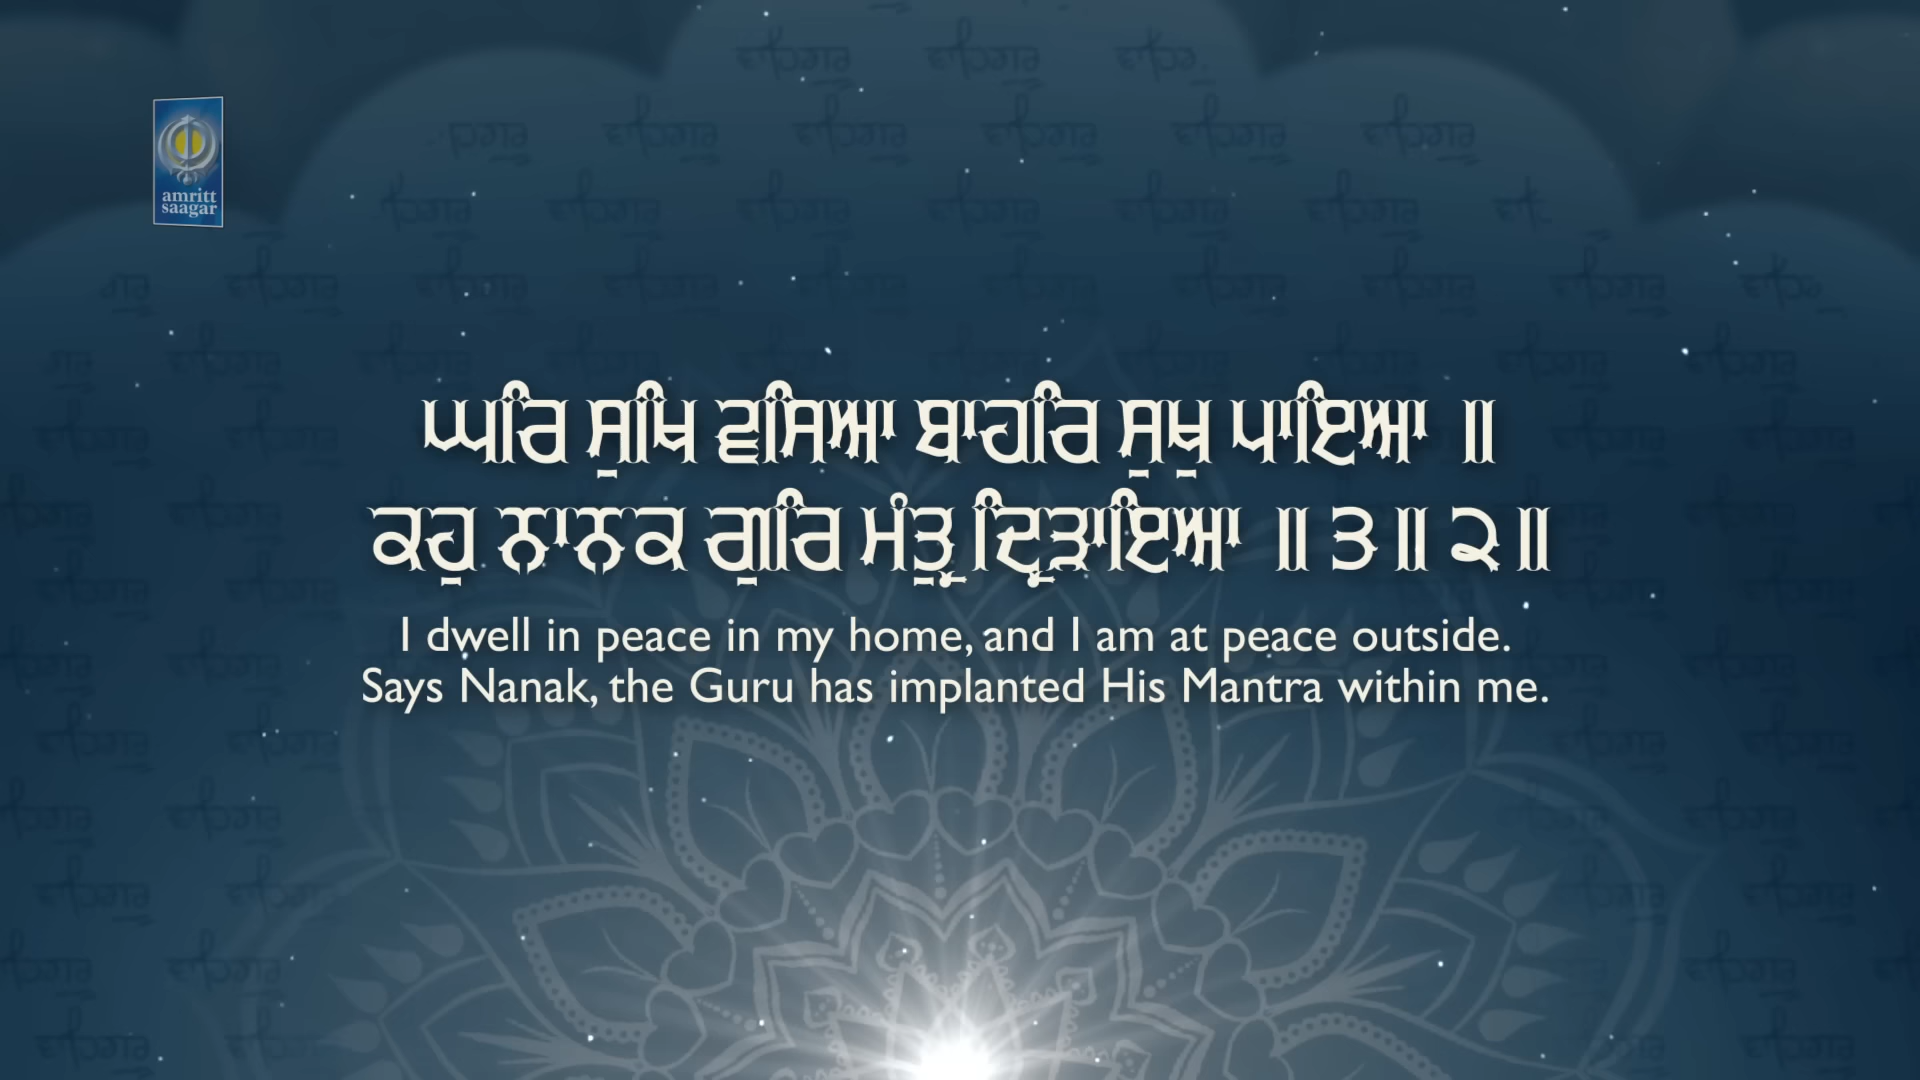 amritt
saagar
ਘਰਿ ਸੁਖਿ ਵਸਿਆ ਬਾਹਰਿ ਸੁਖੁ ਪਾਇਆ ॥
ਕਹੁ ਨਾਨਕ ਗੁਰਿ ਮੰਤ੍ਰੁ ਦ੍ਰਿੜਾਇਆ ॥੩॥੨॥
I dwell in peace in my home, and I am at peace outside.
Says Nanak, the Guru has implanted His Mantra within me.